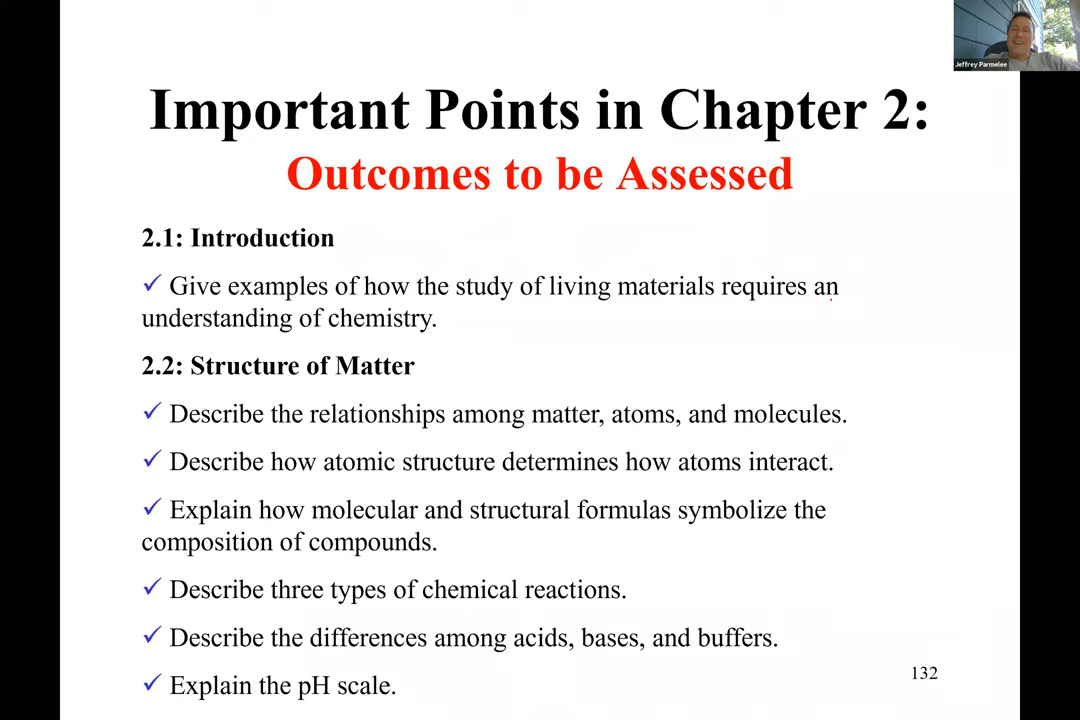 Jeffrey Parmelee
Important Points in Chapter 2:
Outcomes to be Assessed
2.1: Introduction
✓ Give examples of how the study of living materials requires an
understanding of chemistry.
2.2: Structure of Matter
✓ Describe the relationships among matter, atoms, and molecules.
✓ Describe how atomic structure determines how atoms interact.
✓ Explain how molecular and structural formulas symbolize the
composition of compounds.
✓ Describe three types of chemical reactions.
✓ Describe the differences among acids, bases, and buffers.
✓ Explain the pH scale.
132